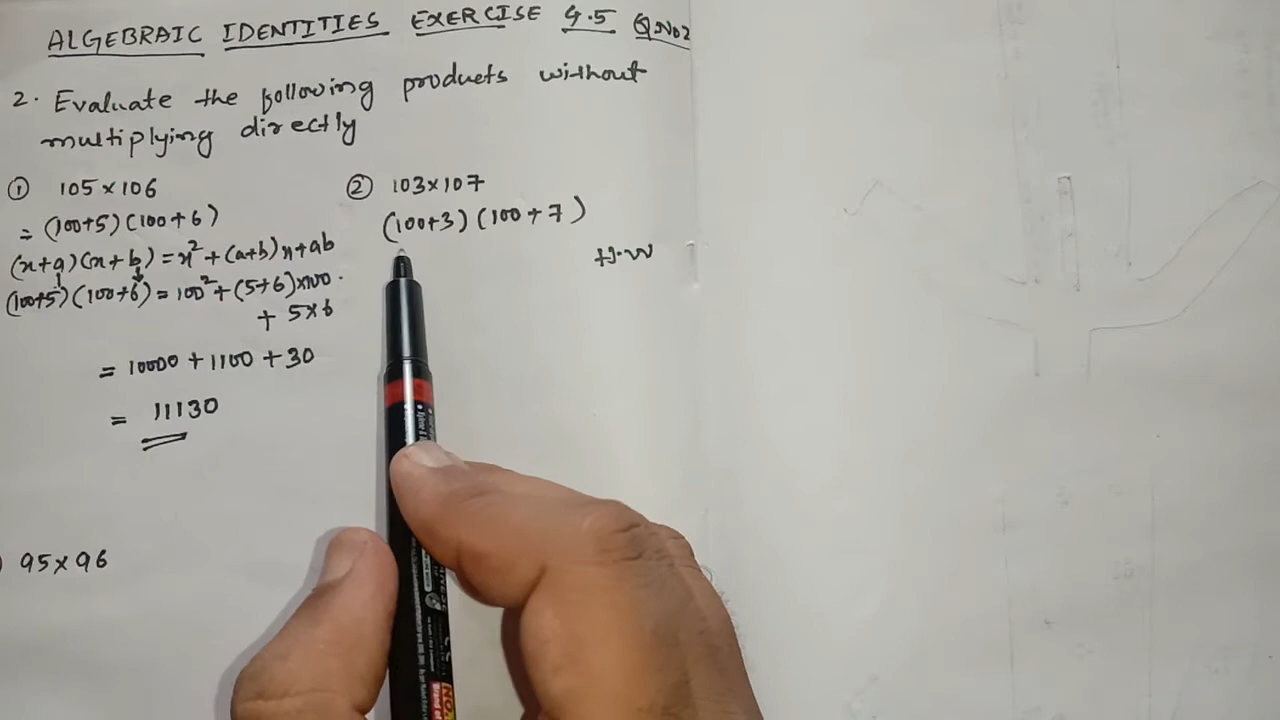 ALGEBRAIC IDENTITIES EXERCISE 4.5 Q.No2
2. Evaluate the following products without
multiplying directly
① 105×106
= (100+5)(100+6)
(x+a)(x+b)=x²+(a+b)x+ab
(100+5)(100+6)=100²+(5+6)×100
+ 5×6
= 10000+1100+30
= 11130
② 103×107
(100+3)(100+7)
H.W
95×96